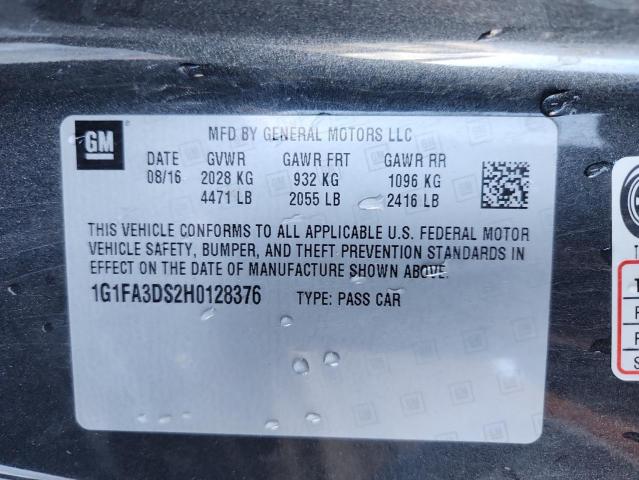 GM
MFD BY GENERAL MOTORS LLC
DATE GVWR GAWR FRT GAWR RR
08/16 2028 KG 932 KG 1096 KG
4471 LB 2055 LB 2416 LB
THIS VEHICLE CONFORMS TO ALL APPLICABLE U.S. FEDERAL MOTOR
VEHICLE SAFETY, BUMPER, AND THEFT PREVENTION STANDARDS IN
EFFECT ON THE DATE OF MANUFACTURE SHOWN ABOVE.
1G1FA3DS2H0128376 TYPE: PASS CAR